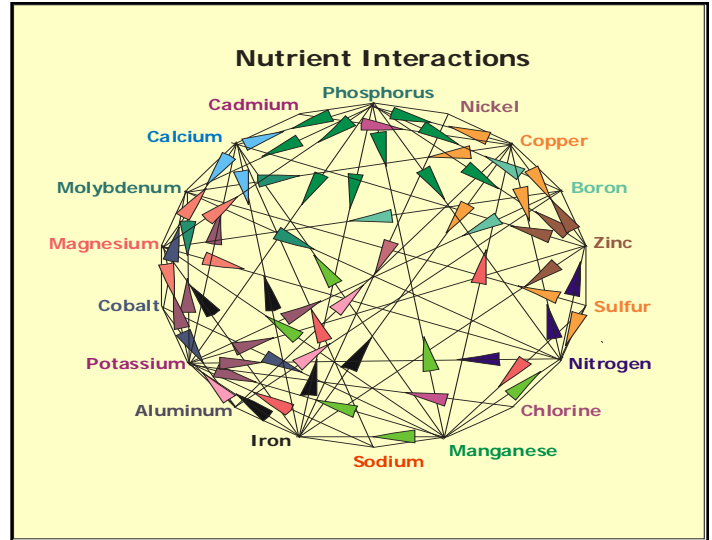 Nutrient Interactions
Phosphorus
Cadmium
Nickel
Calcium
Copper
Molybdenum
Boron
Magnesium
Zinc
Cobalt
Sulfur
Potassium
Nitrogen
Aluminum
Chlorine
Iron
Manganese
Sodium